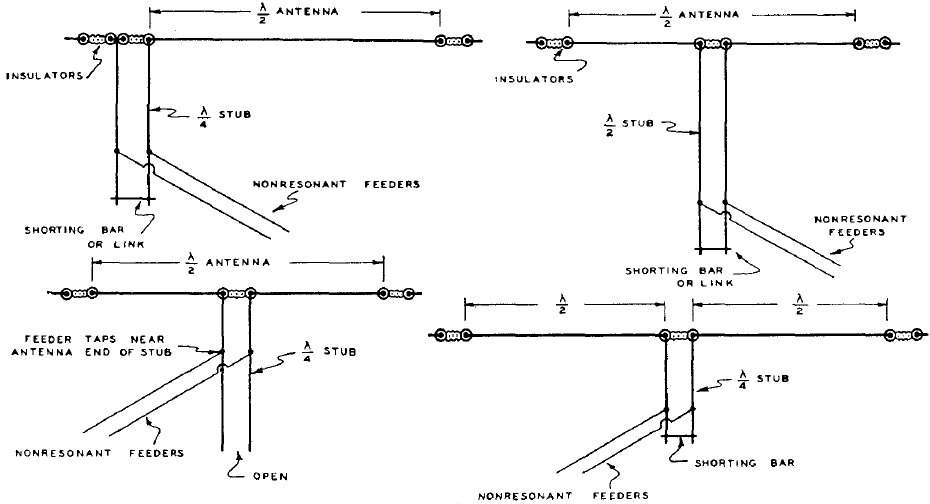 λ/2 ANTENNA
INSULATORS
λ/4 STUB
NONRESONANT FEEDERS
SHORTING BAR
OR LINK
λ/2 ANTENNA
INSULATORS
λ/2 STUB
NONRESONANT
FEEDERS
SHORTING BAR
OR LINK
λ/2 ANTENNA
FEEDER TAPS NEAR
ANTENNA END OF STUB
λ/4 STUB
NONRESONANT FEEDERS
OPEN
λ/2
λ/2
λ/4 STUB
SHORTING BAR
NONRESONANT FEEDERS